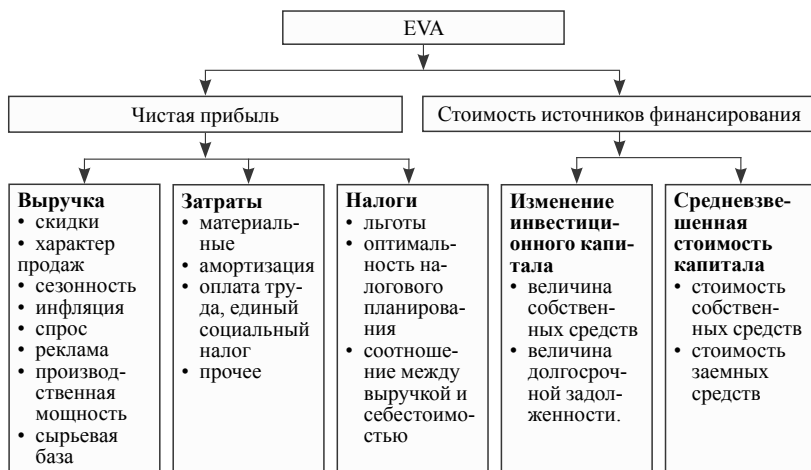 EVA
Чистая прибыль
Стоимость источников финансирования
Выручка
• скидки
• характер
продаж
• сезонность
• инфляция
• спрос
• реклама
• производ-
ственная
мощность
• сырьевая
база
Затраты
• материаль-
ные
• амортизация
• оплата тру-
да, единый
социальный
налог
• прочее
Налоги
• льготы
• оптималь-
ность на-
логового
планирования
• соотноше-
ние между
выручкой и
себестоимо-
стью
Изменение
инвестици-
онного капи-
тала
• величина
собствен-
ных средств
• величина
долгосроч-
ной задол-
женности.
Средневзве-
шенная
стоимость
капитала
• стоимость
собствен-
ных средств
• стоимость
заемных
средств